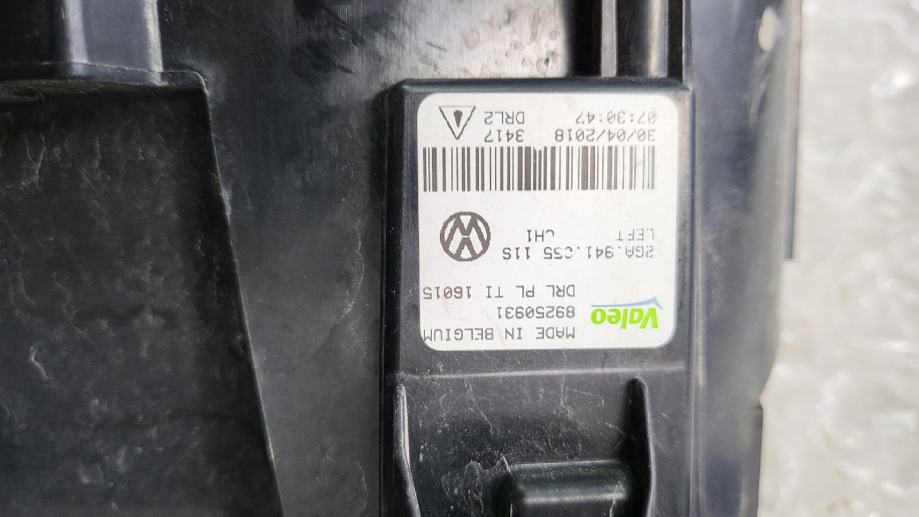 MADE IN BELGIUM
Valeo 89250931
DRL PL TI 16015
2GA.941.055 11S
LEFT CH1
30/04/2018 3417
07:30:47 DRL2